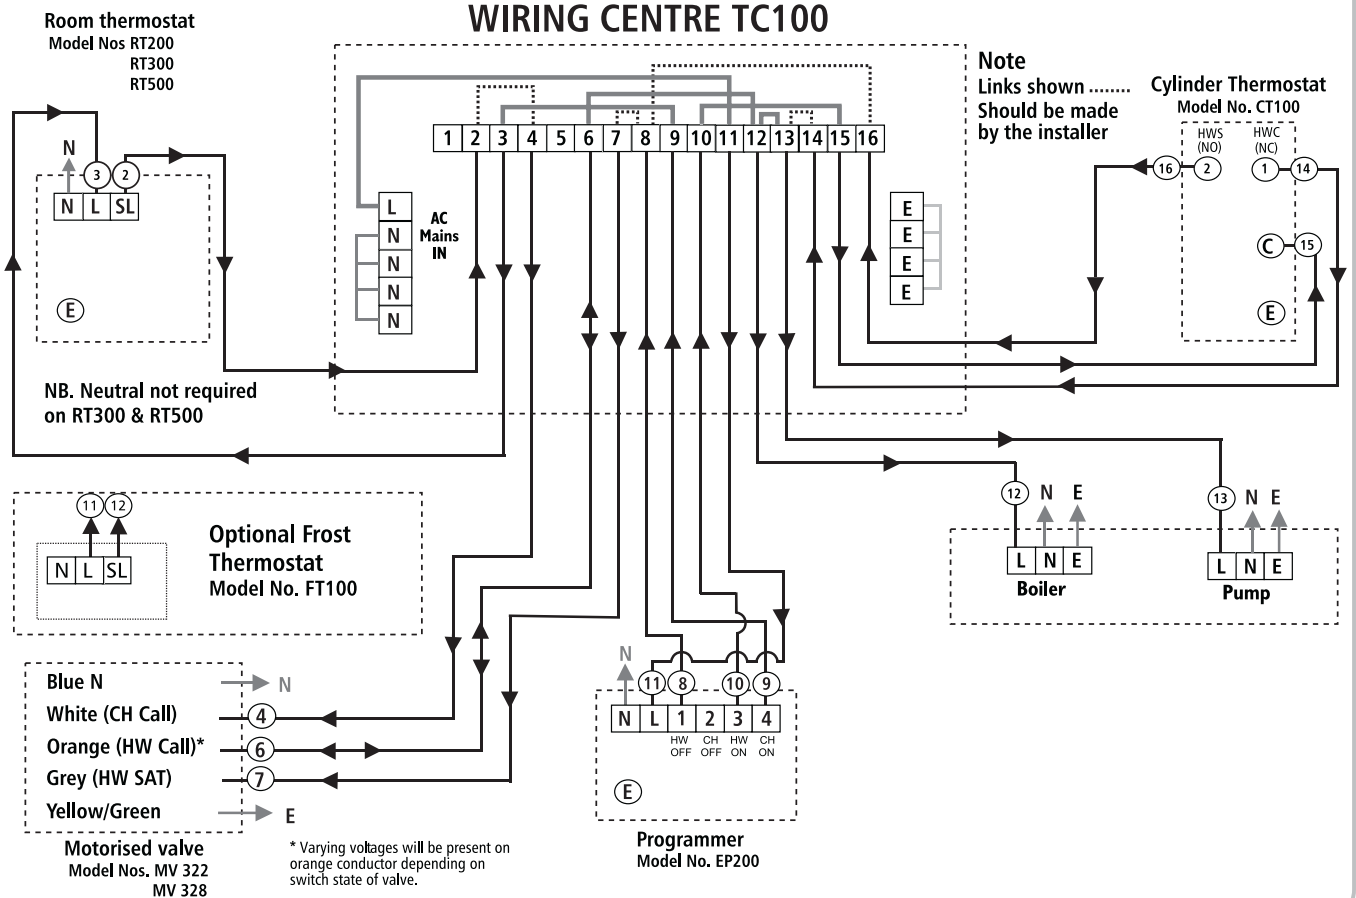 WIRING CENTRE TC100
Room thermostat
Model Nos RT200
RT300
RT500
Note
Links shown ........
Should be made
by the installer
Cylinder Thermostat
Model No. CT100
HWS
(NO)
HWC
(NC)
16 2 1 14
C 15
E
1 2 3 4 5 6 7 8 9 10 11 12 13 14 15 16
L
N
N
N
N
AC
Mains
IN
E
E
E
E
N
3 2
N L SL
E
NB. Neutral not required
on RT300 & RT500
11 12
N L SL
Optional Frost
Thermostat
Model No. FT100
12 N E
L N E
Boiler
13 N E
L N E
Pump
Blue N N
White (CH Call) 4
Orange (HW Call)* 6
Grey (HW SAT) 7
Yellow/Green E
Motorised valve
Model Nos. MV 322
MV 328
* Varying voltages will be present on
orange conductor depending on
switch state of valve.
N
11 8 10 9
N L 1 2 3 4
HW CH HW CH
OFF OFF ON ON
E
Programmer
Model No. EP200